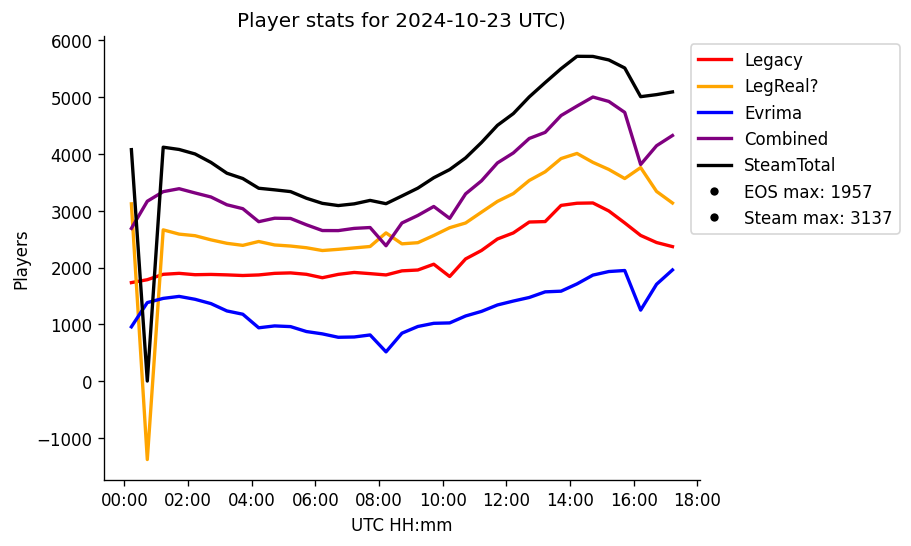 Player stats for 2024-10-23 UTC)
6000
5000
4000
3000
2000
1000
0
−1000
Players
00:00 02:00 04:00 06:00 08:00 10:00 12:00 14:00 16:00 18:00
UTC HH:mm
Legacy
LegReal?
Evrima
Combined
SteamTotal
EOS max: 1957
Steam max: 3137